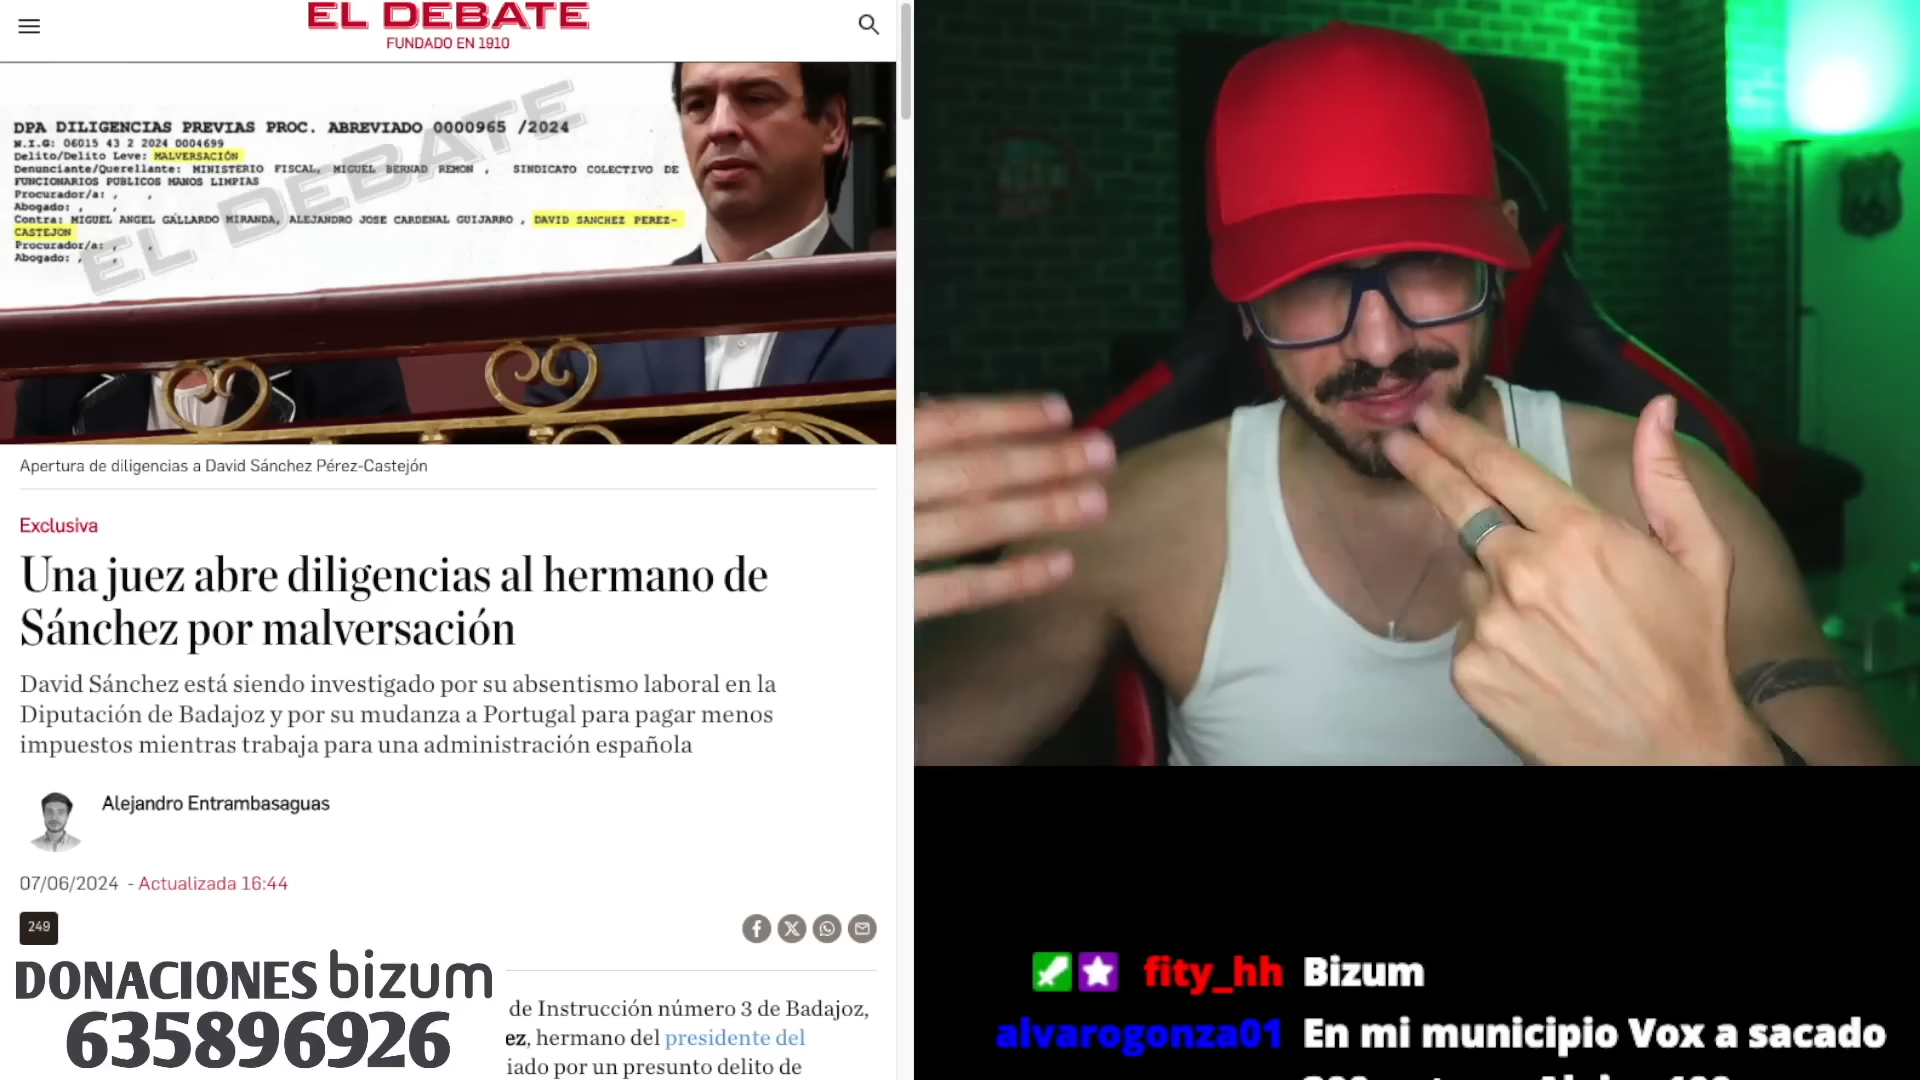 EL DEBATE
FUNDADO EN 1910
EL DEBATE
DPA DILIGENCIAS PREVIAS PROC. ABREVIADO 0000965 /2024
N.I.G: 06015 43 2 2024 0004699
Delito/Delito Leve: MALVERSACIÓN
Denunciante/Querellante: MINISTERIO FISCAL, MIGUEL BERNAD REMON , SINDICATO COLECTIVO DE
FUNCIONARIOS PUBLICOS MANOS LIMPIAS
Procurador/a: , ,
Abogado: , ,
Contra: MIGUEL ANGEL GALLARDO MIRANDA, ALEJANDRO JOSE CARDENAL GUIJARRO , DAVID SANCHEZ PEREZ-
CASTEJON
Procurador/a: , ,
Abogado: , ,
EL DEBATE
Apertura de diligencias a David Sánchez Pérez-Castejón
Exclusiva
Una juez abre diligencias al hermano de
Sánchez por malversación
David Sánchez está siendo investigado por su absentismo laboral en la
Diputación de Badajoz y por su mudanza a Portugal para pagar menos
impuestos mientras trabaja para una administración española
Alejandro Entrambasaguas
07/06/2024 - Actualizada 16:44
249
de Instrucción número 3 de Badajoz,
ez, hermano del presidente del
iado por un presunto delito de
DONACIONES bizum
635896926
fity_hh Bizum
alvarogonza01 En mi municipio Vox a sacado